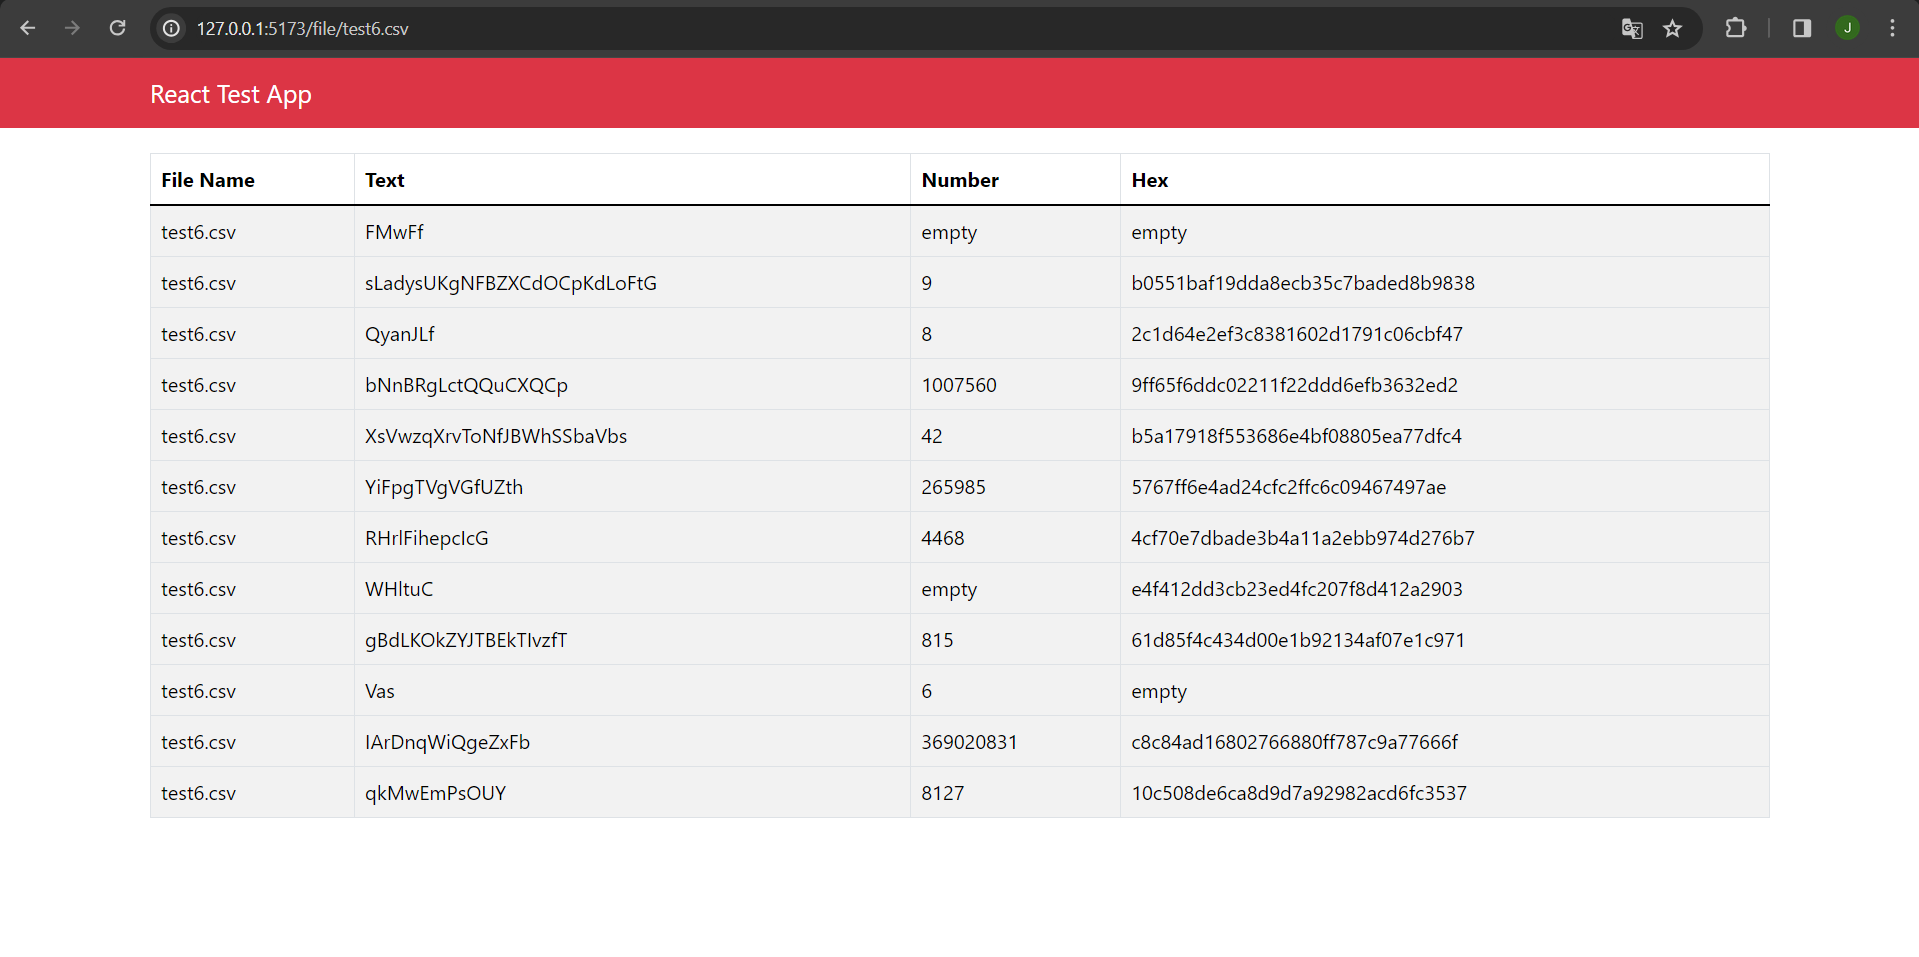 127.0.0.1:5173/file/test6.csv
J
React Test App
File Name Text Number Hex
test6.csv FMwFf empty empty
test6.csv sLadysUKgNFBZXCdOCpKdLoFtG 9 b0551baf19dda8ecb35c7baded8b9838
test6.csv QyanJLf 8 2c1d64e2ef3c8381602d1791c06cbf47
test6.csv bNnBRgLctQQuCXQCp 1007560 9ff65f6ddc02211f22ddd6efb3632ed2
test6.csv XsVwzqXrvToNfJBWhSSbaVbs 42 b5a17918f553686e4bf08805ea77dfc4
test6.csv YiFpgTVgVGfUZth 265985 5767ff6e4ad24cfc2ffc6c09467497ae
test6.csv RHrlFihepcIcG 4468 4cf70e7dbade3b4a11a2ebb974d276b7
test6.csv WHltuC empty e4f412dd3cb23ed4fc207f8d412a2903
test6.csv gBdLKOkZYJTBEkTIvzfT 815 61d85f4c434d00e1b92134af07e1c971
test6.csv Vas 6 empty
test6.csv IArDnqWiQgeZxFb 369020831 c8c84ad16802766880ff787c9a77666f
test6.csv qkMwEmPsOUY 8127 10c508de6ca8d9d7a92982acd6fc3537